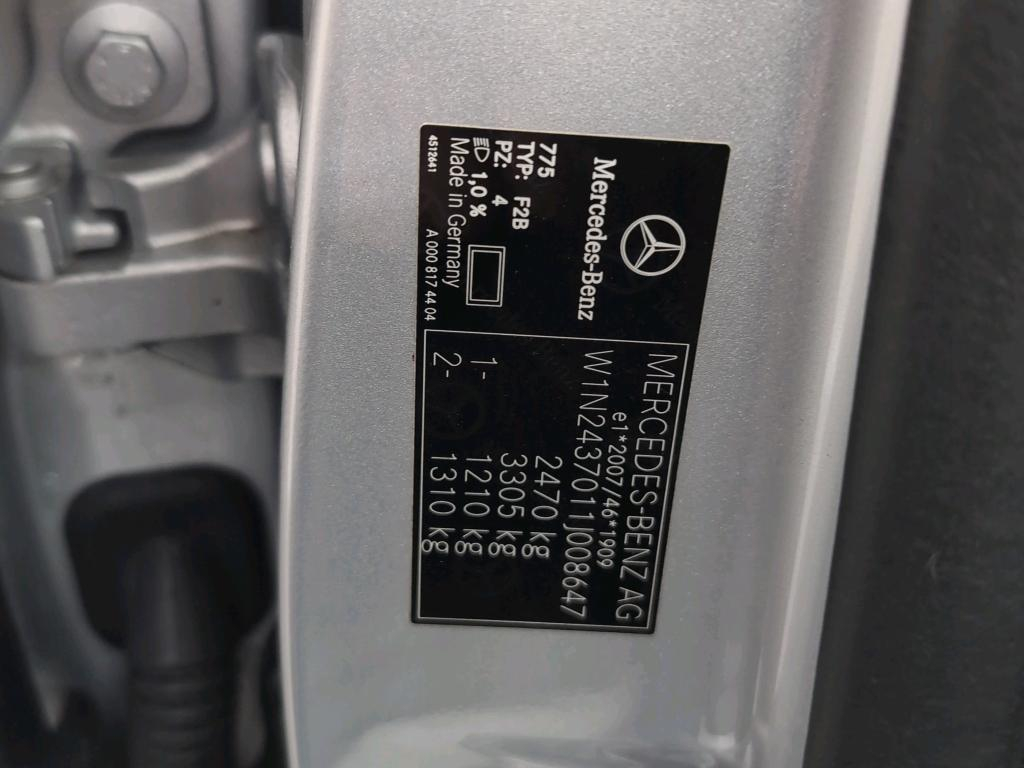 Mercedes-Benz
775
TYP: F2B
PZ: 4
1,0 %
Made in Germany
4512641
A 000 817 44 04
MERCEDES-BENZ AG
e1*2007/46*1909
W1N2437011J008647
2470 kg
3305 kg
1- 1210 kg
2- 1310 kg